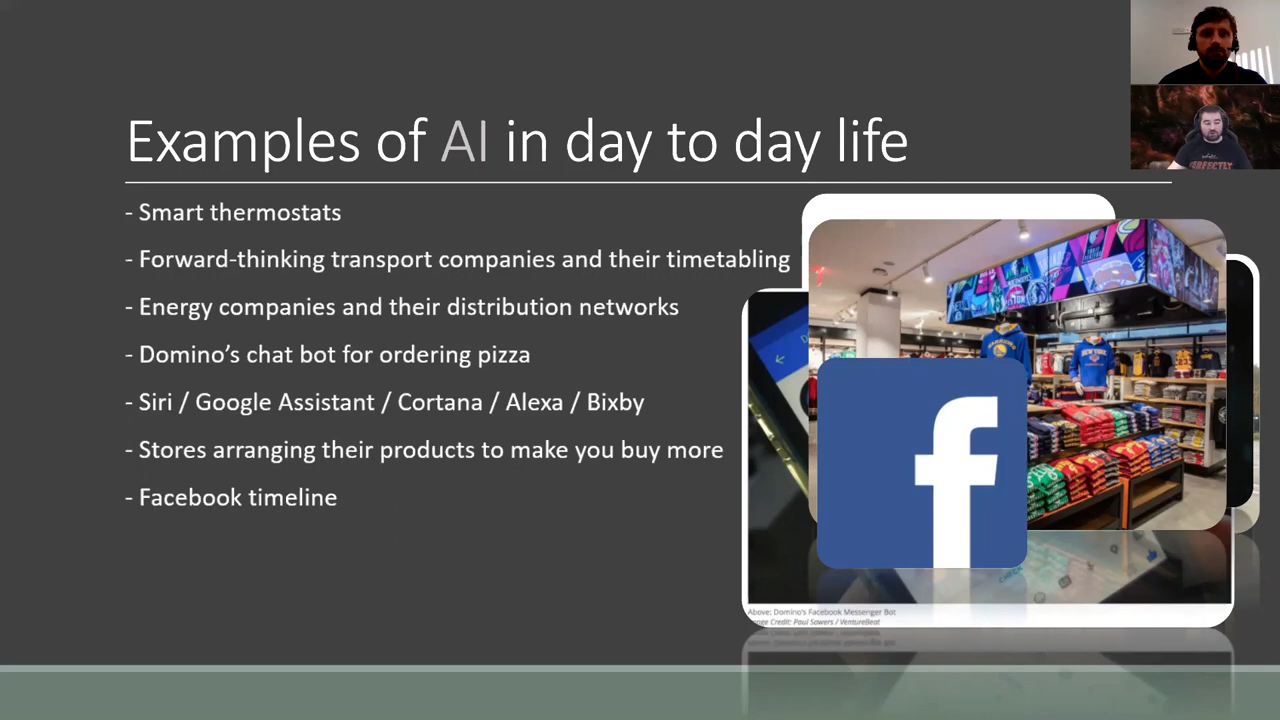 Examples of AI in day to day life
- Smart thermostats
- Forward-thinking transport companies and their timetabling
- Energy companies and their distribution networks
- Domino’s chat bot for ordering pizza
- Siri / Google Assistant / Cortana / Alexa / Bixby
- Stores arranging their products to make you buy more
- Facebook timeline
f
Above: Domino's Facebook Messenger Bot
Image Credit: Paul Sawers / VentureBeat
PERFECTLY